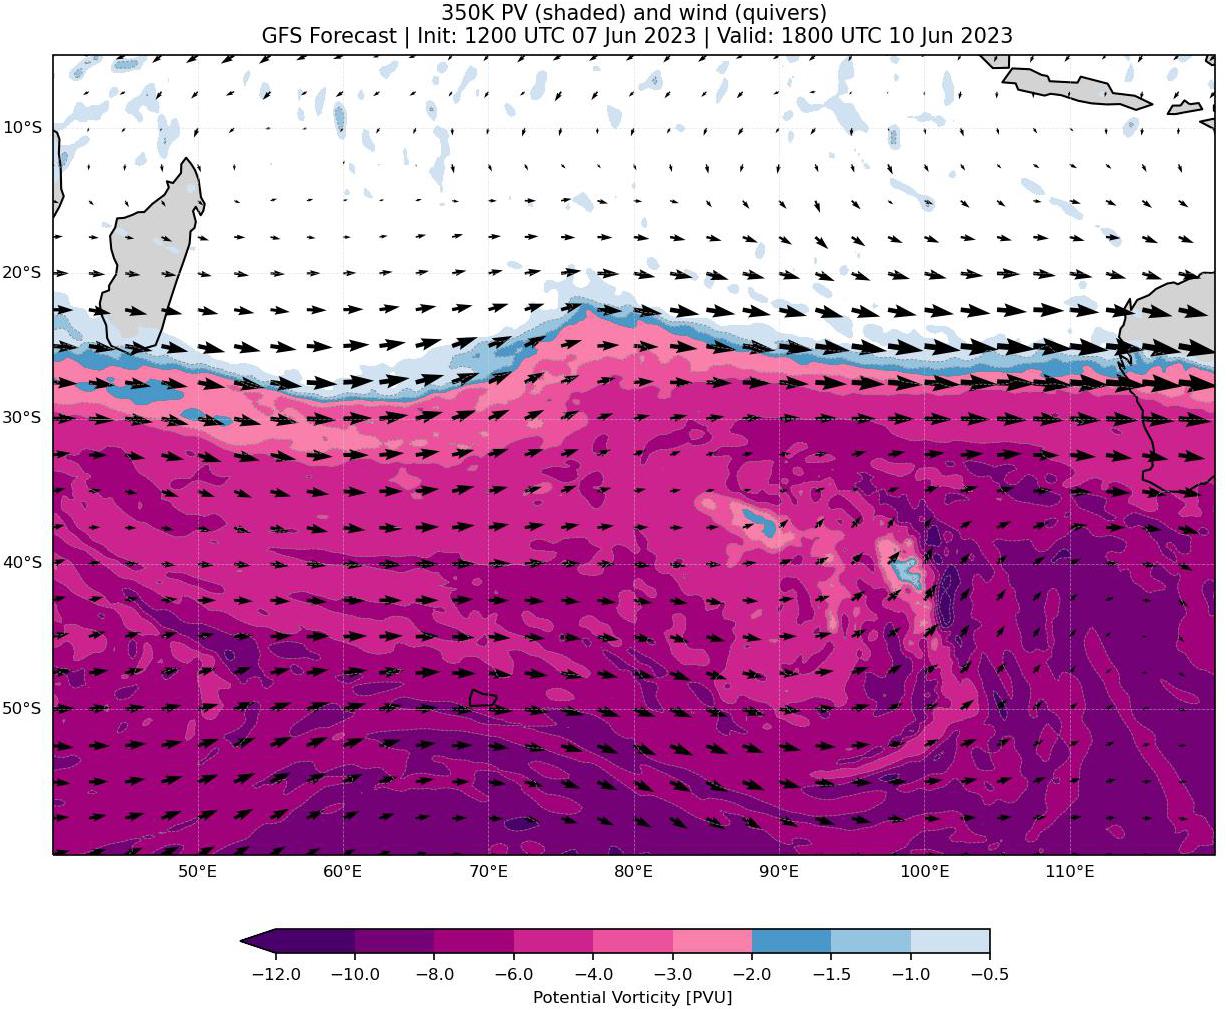 350K PV (shaded) and wind (quivers)
GFS Forecast | Init: 1200 UTC 07 Jun 2023 | Valid: 1800 UTC 10 Jun 2023
10°S
20°S
30°S
40°S
50°S
50°E 60°E 70°E 80°E 90°E 100°E 110°E
−12.0 −10.0 −8.0 −6.0 −4.0 −3.0 −2.0 −1.5 −1.0 −0.5
Potential Vorticity [PVU]